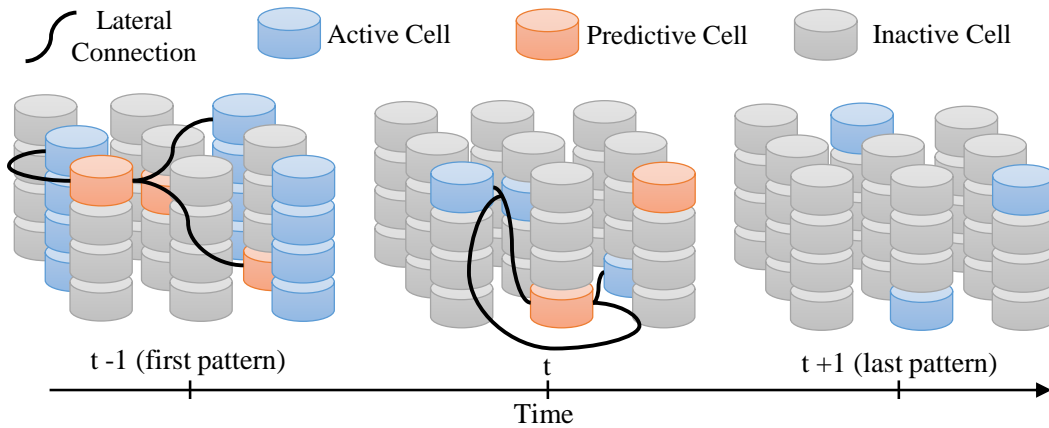 Lateral
Connection
Active Cell
Predictive Cell
Inactive Cell
t -1 (first pattern)
t
t +1 (last pattern)
Time